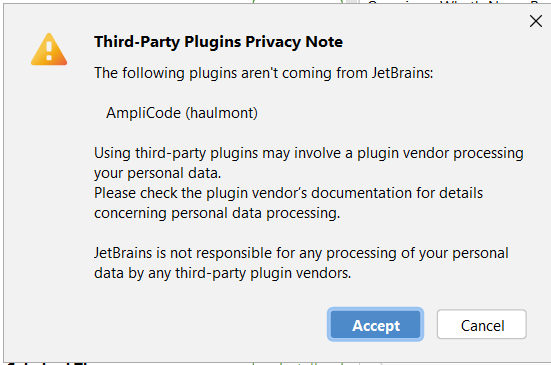 Third-Party Plugins Privacy Note
The following plugins aren't coming from JetBrains:
AmpliCode (haulmont)
Using third-party plugins may involve a plugin vendor processing
your personal data.
Please check the plugin vendor's documentation for details
concerning personal data processing.
JetBrains is not responsible for any processing of your personal
data by any third-party plugin vendors.
Accept
Cancel